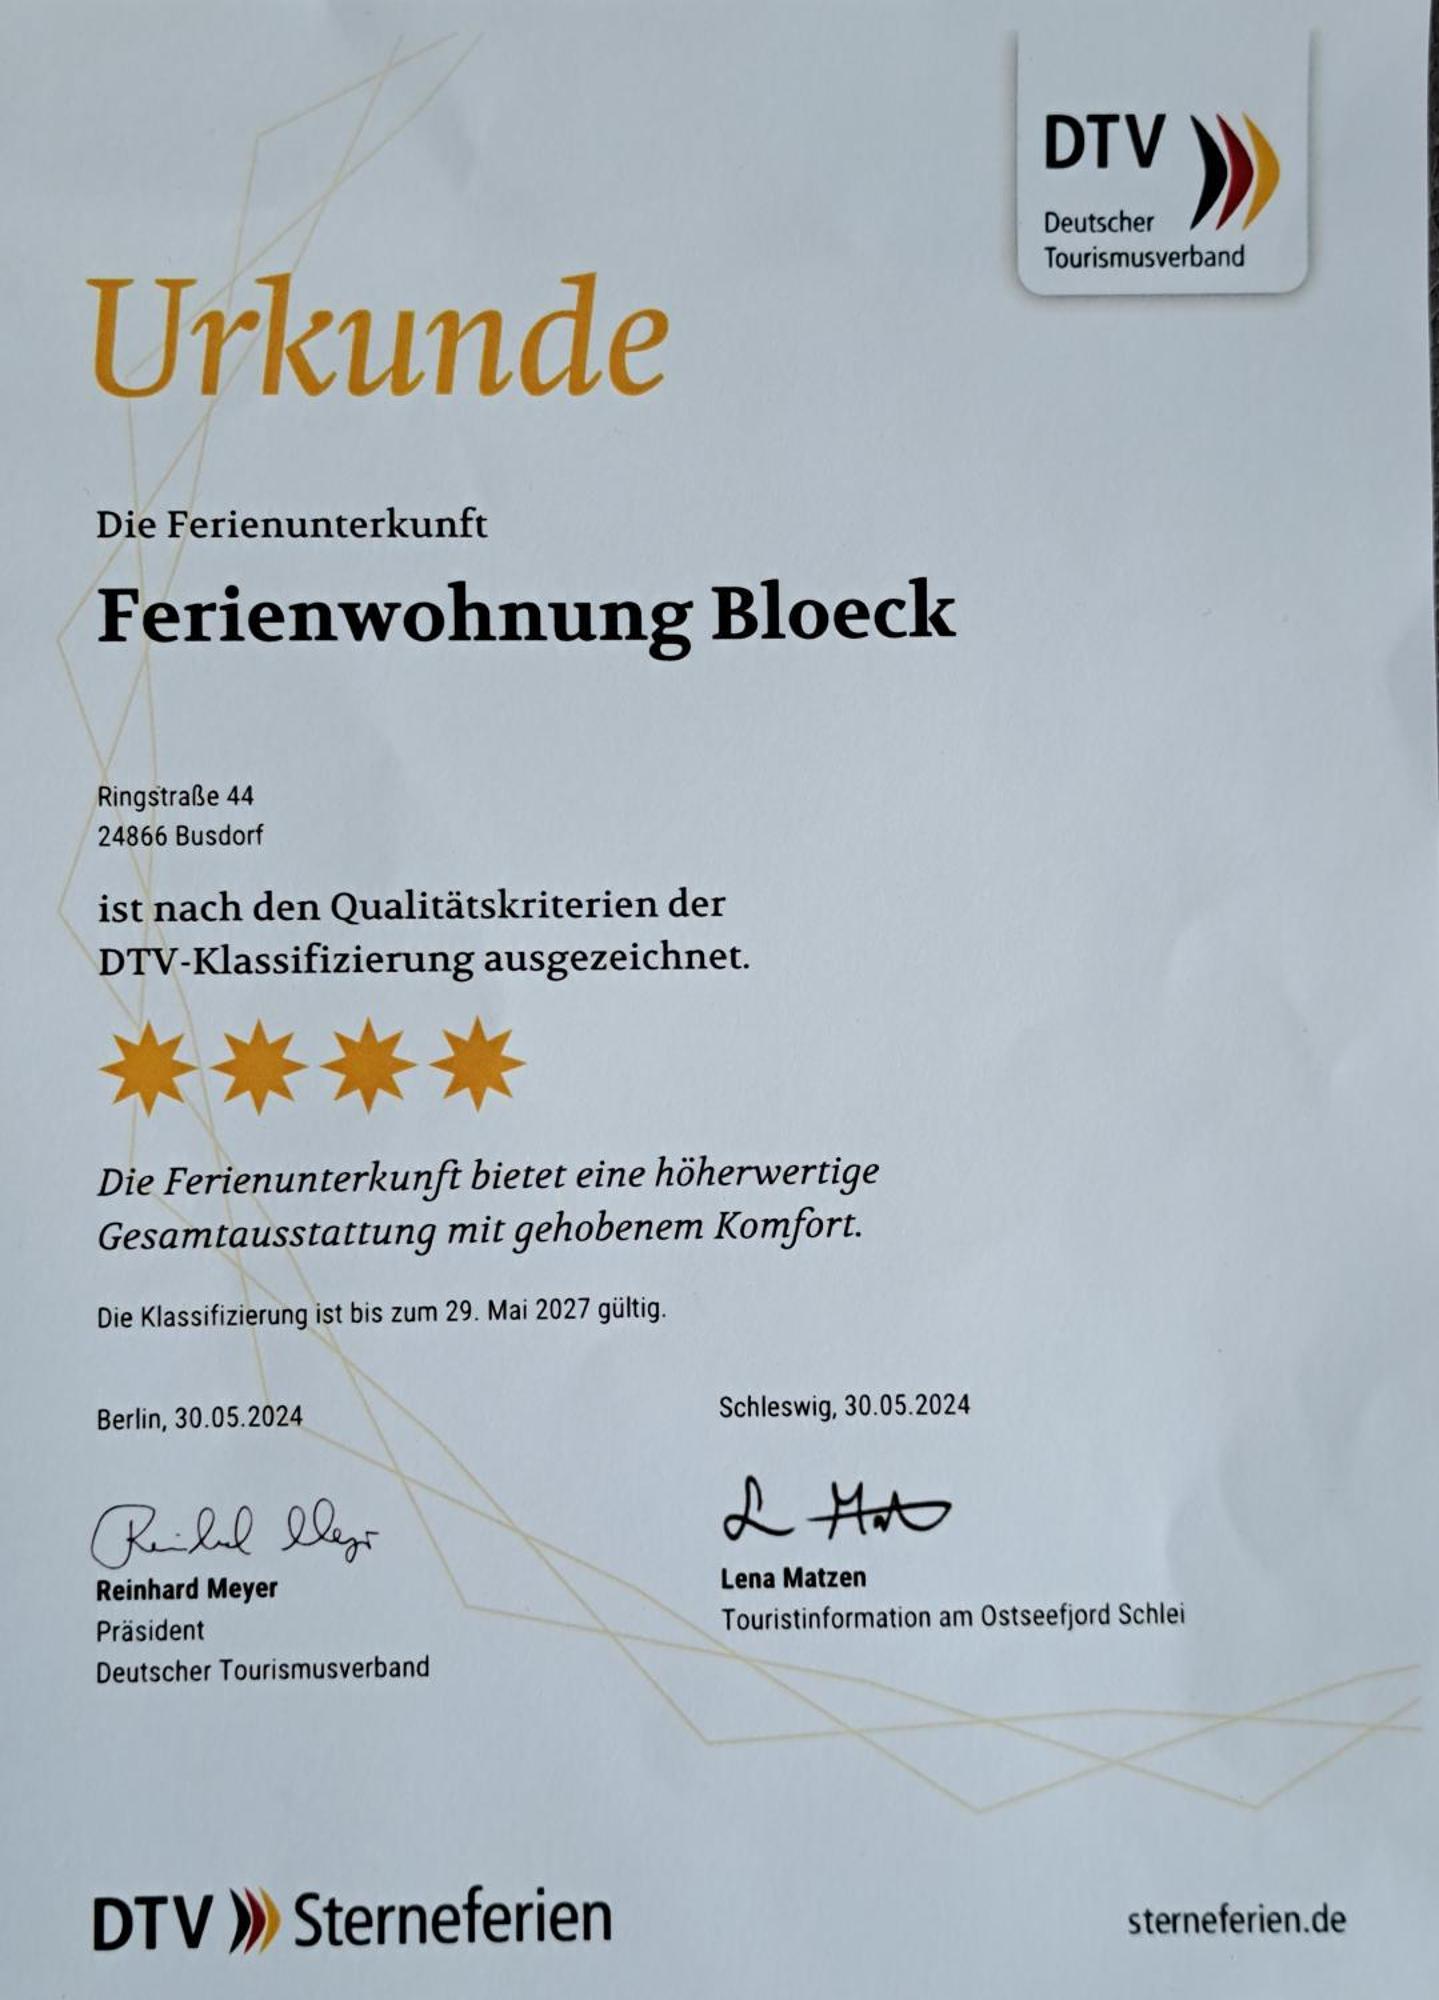 DTV
Deutscher
Tourismusverband
Urkunde
Die Ferienunterkunft
Ferienwohnung Bloeck
Ringstraße 44
24866 Busdorf
ist nach den Qualitätskriterien der
DTV-Klassifizierung ausgezeichnet.
Die Ferienunterkunft bietet eine höherwertige
Gesamtausstattung mit gehobenem Komfort.
Die Klassifizierung ist bis zum 29. Mai 2027 gültig.
Berlin, 30.05.2024
Reinhard Meyer
Reinhard Meyer
Präsident
Deutscher Tourismusverband
Schleswig, 30.05.2024
Lena Matzen
Touristinformation am Ostseefjord Schlei
DTV Sterneferien
sterneferien.de